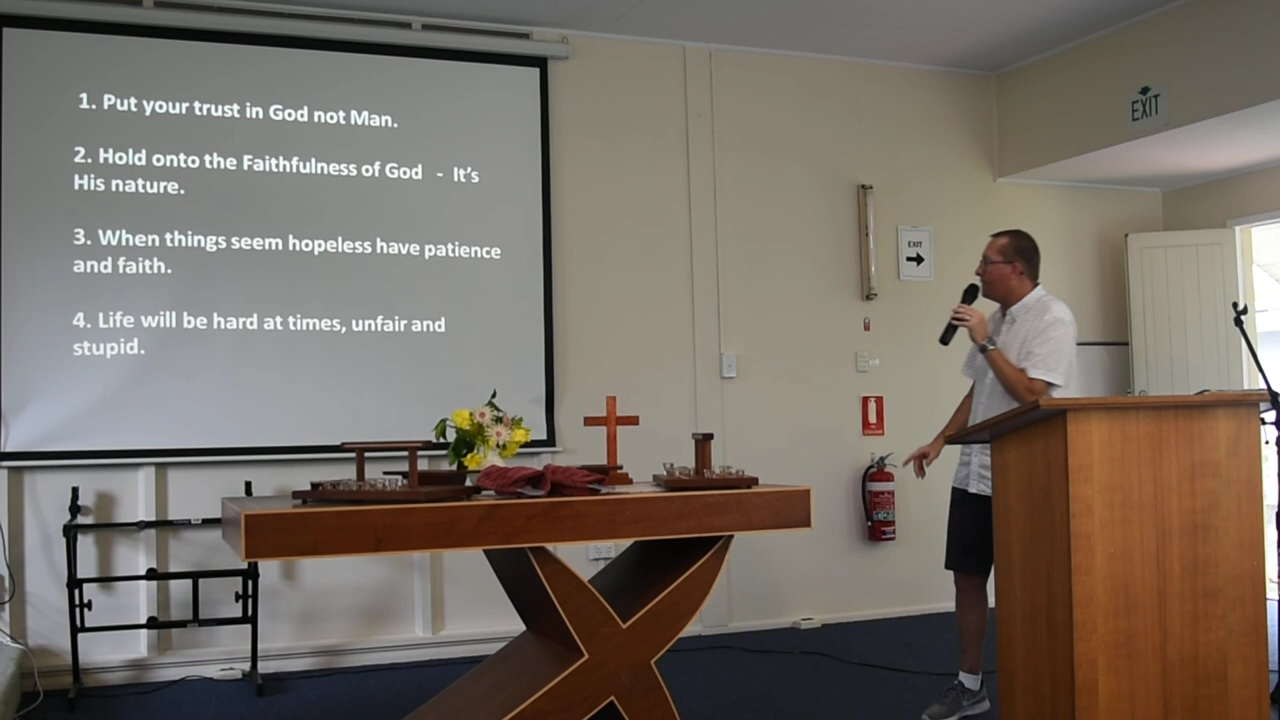 1. Put your trust in God not Man.
2. Hold onto the Faithfulness of God - It's
His nature.
3. When things seem hopeless have patience
and faith.
4. Life will be hard at times, unfair and
stupid.
EXIT
EXIT